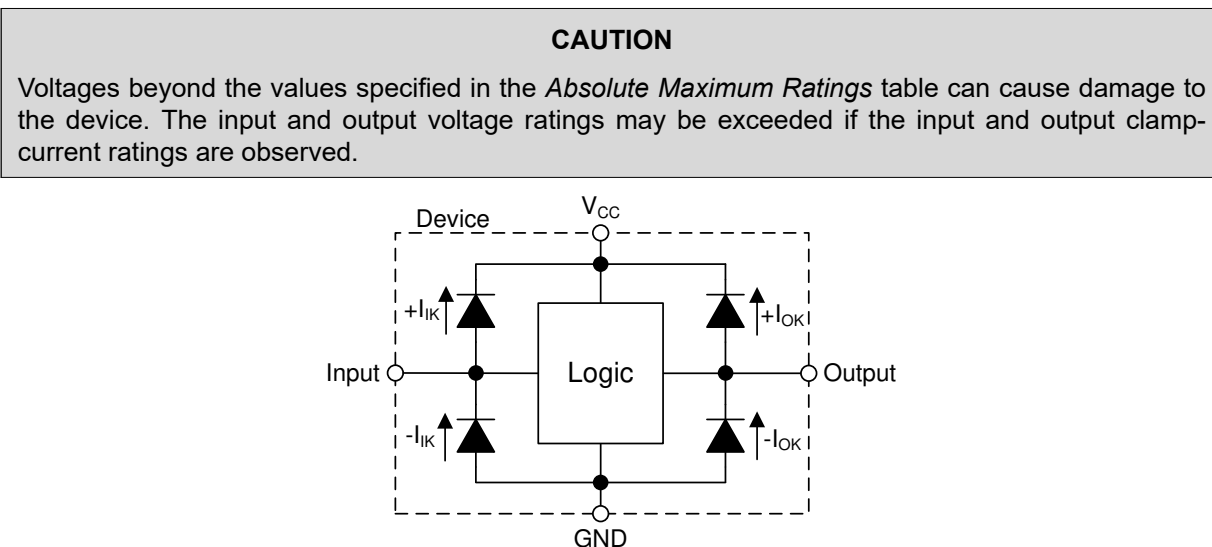 CAUTION
Voltages beyond the values specified in the Absolute Maximum Ratings table can cause damage to
the device. The input and output voltage ratings may be exceeded if the input and output clamp-
current ratings are observed.
Device
VCC
+IIK
+IOK
Input
Logic
Output
-IIK
-IOK
GND